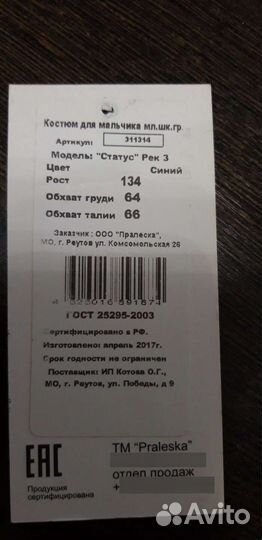 Костюм для мальчика мл.шк.гр.
Артикул: 311314
Модель: "Статус" Рек 3
Цвет Синий
Рост 134
Обхват груди 64
Обхват талии 66
Заказчик : ООО "Пралеска",
МО, г. Реутов ул. Комсомольская 26
ГОСТ 25295-2003
Сертифицировано в РФ.
Изготовлено: апрель 2017г.
Срок годности не ограничен
Поставщик: ИП Котова О.Г.,
МО, г. Реутов, ул. Победы, д 9
ЕАС
Продукция
сертифицирована
ТМ "Praleska"
отдел продаж
+
Avito